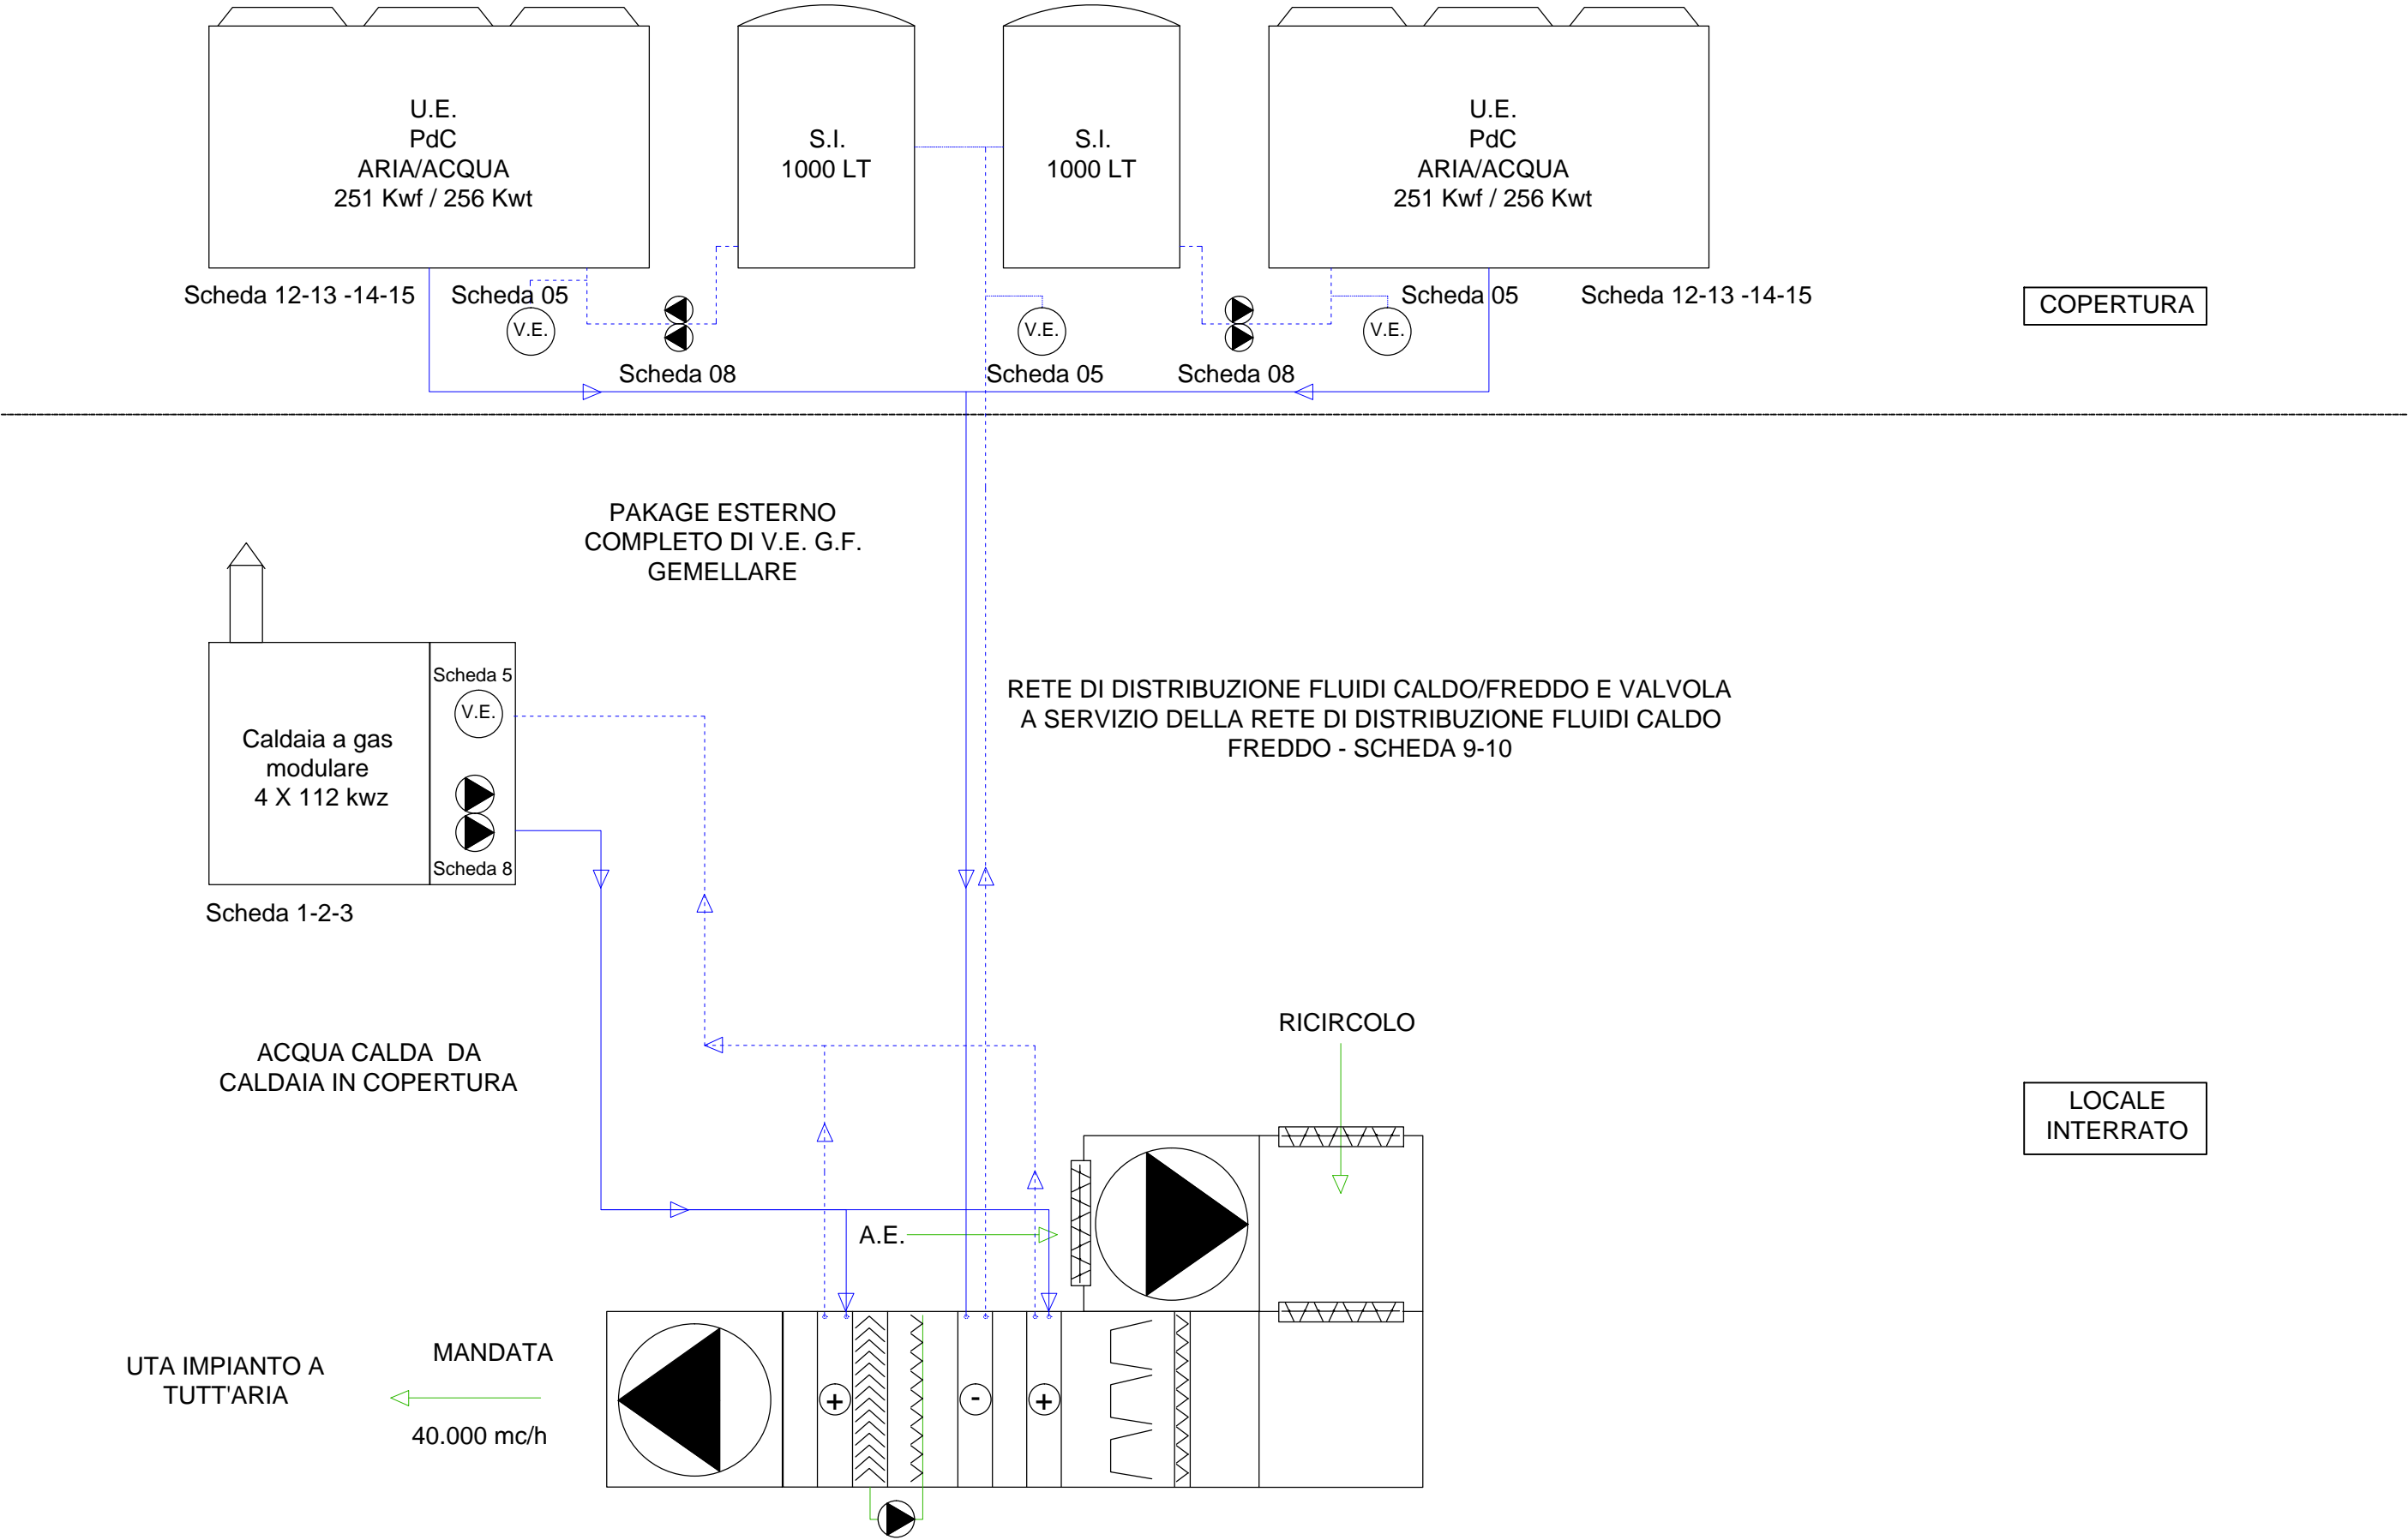 U.E.
PdC
ARIA/ACQUA
251 Kwf / 256 Kwt
S.I.
1000 LT
S.I.
1000 LT
U.E.
PdC
ARIA/ACQUA
251 Kwf / 256 Kwt
Scheda 12-13 -14-15
Scheda 05
V.E.
Scheda 08
V.E.
Scheda 05
Scheda 08
V.E.
Scheda 05
Scheda 12-13 -14-15
COPERTURA
PAKAGE ESTERNO
COMPLETO DI V.E. G.F.
GEMELLARE
Caldaia a gas
modulare
4 X 112 kwz
Scheda 5
V.E.
Scheda 8
Scheda 1-2-3
RETE DI DISTRIBUZIONE FLUIDI CALDO/FREDDO E VALVOLA
A SERVIZIO DELLA RETE DI DISTRIBUZIONE FLUIDI CALDO
FREDDO - SCHEDA 9-10
ACQUA CALDA DA
CALDAIA IN COPERTURA
RICIRCOLO
LOCALE
INTERRATO
A.E.
UTA IMPIANTO A
TUTT'ARIA
MANDATA
40.000 mc/h
+
-
+